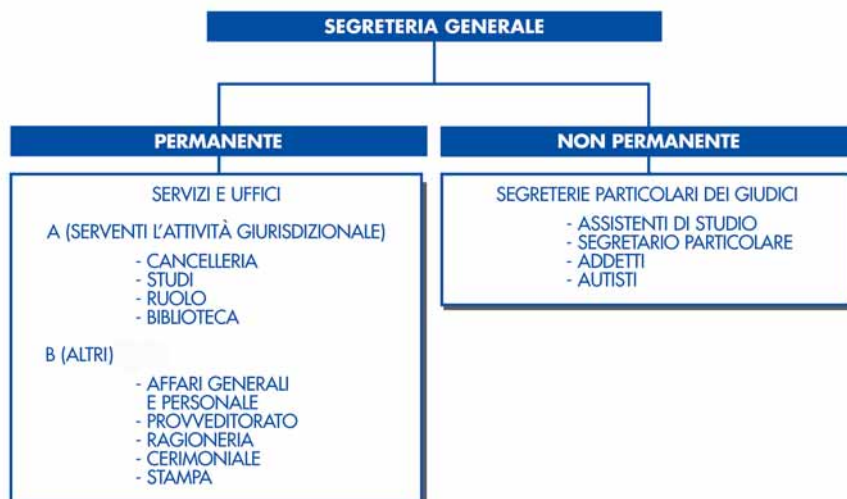 SEGRETERIA GENERALE
PERMANENTE
SERVIZI E UFFICI
A (SERVENTI L'ATTIVITÀ GIURISDIZIONALE)
- CANCELLERIA
- STUDI
- RUOLO
- BIBLIOTECA
B (ALTRI)
- AFFARI GENERALI
E PERSONALE
- PROVVEDITORATO
- RAGIONERIA
- CERIMONIALE
- STAMPA
NON PERMANENTE
SEGRETERIE PARTICOLARI DEI GIUDICI
- ASSISTENTI DI STUDIO
- SEGRETARIO PARTICOLARE
- ADDETTI
- AUTISTI